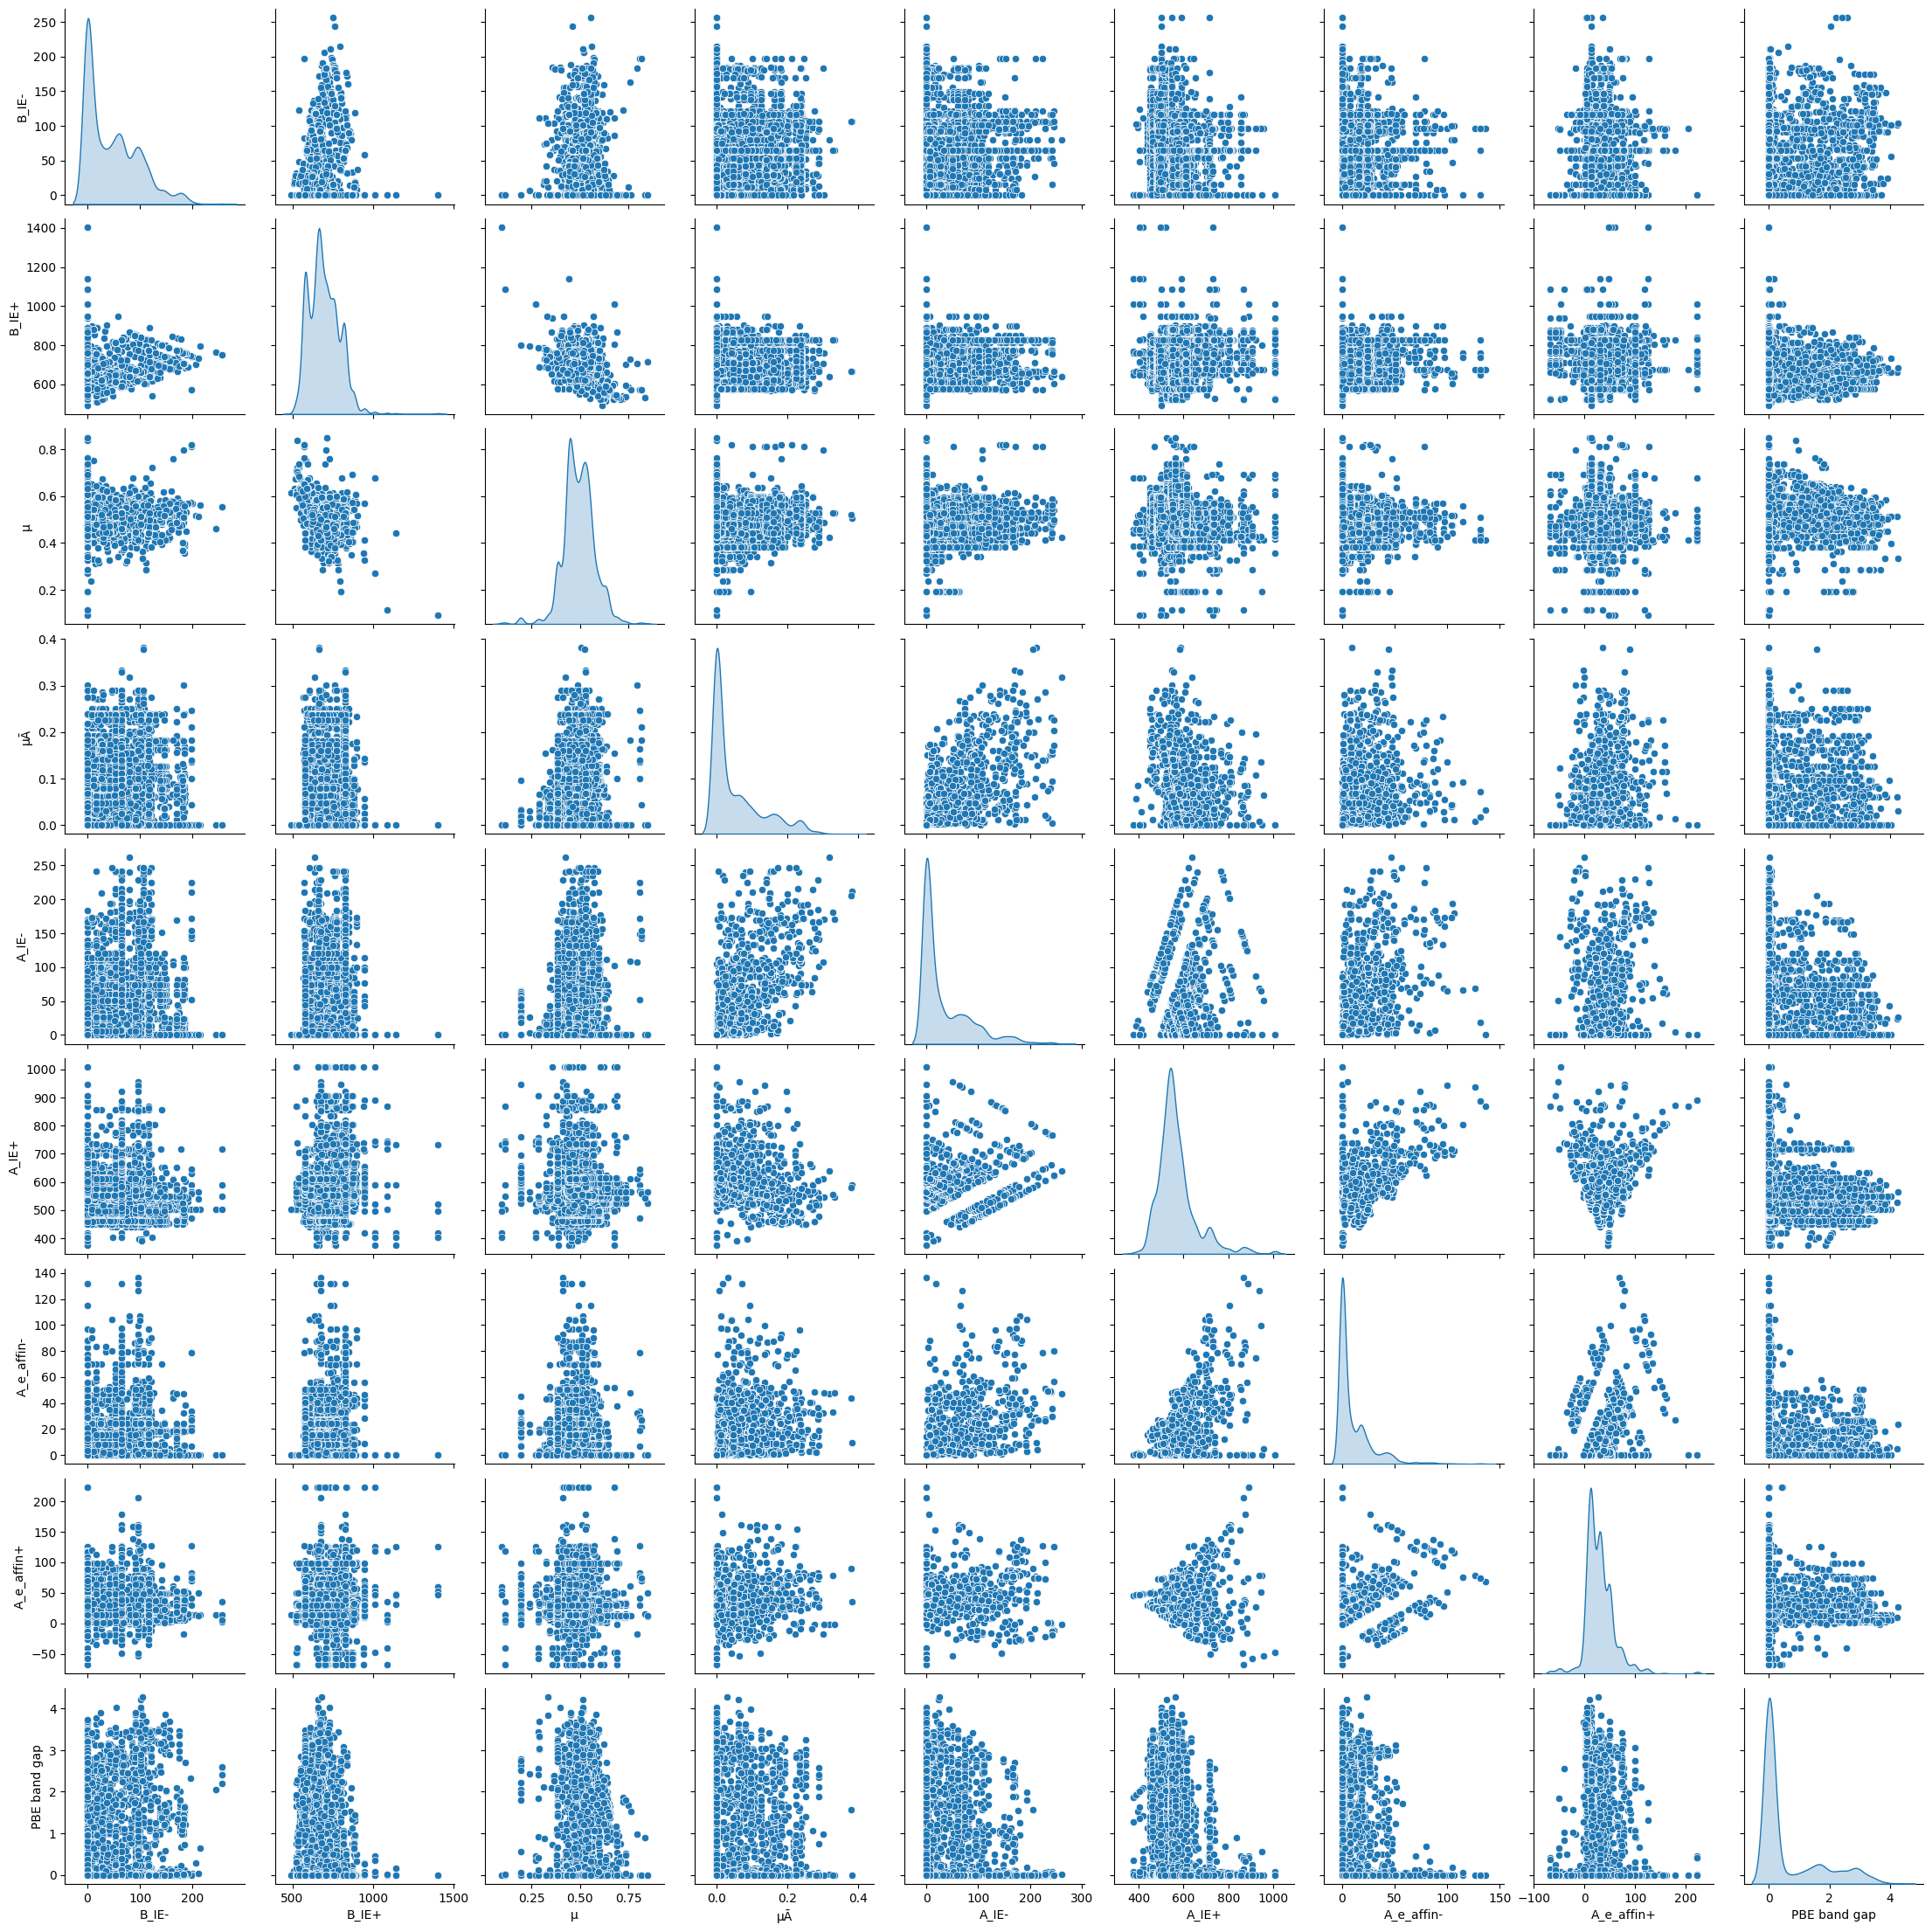 B_IE-
250
200
150
100
50
0
B_IE+
1400
1200
1000
800
600
μ
0.8
0.6
0.4
0.2
μĀ
0.4
0.3
0.2
0.1
0.0
A_IE-
250
200
150
100
50
0
A_IE+
1000
900
800
700
600
500
400
A_e_affin-
140
120
100
80
60
40
20
0
A_e_affin+
200
150
100
50
0
−50
PBE band gap
4
3
2
1
0
0 100 200
B_IE-
500 1000 1500
B_IE+
0.25 0.50 0.75
μ
0.0 0.2 0.4
μĀ
0 100 200 300
A_IE-
400 600 800 1000
A_IE+
0 50 100 150
A_e_affin-
−100 0 100 200
A_e_affin+
0 2 4
PBE band gap